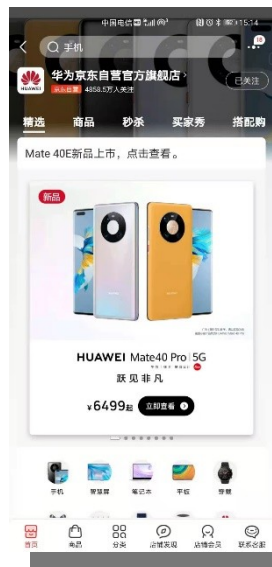 中国电信 15:14
手机
华为京东自营官方旗舰店
京东自营 4858.5万人关注
已关注
精选 商品 秒杀 买家秀 搭配购
Mate 40E新品上市，点击查看。
新品
HUAWEI Mate40 Pro 5G
跃见非凡
¥6499起 立即查看
手机 智慧屏 笔记本 平板 穿戴
首页 商品 分类 店铺发现 店铺会员 联系客服